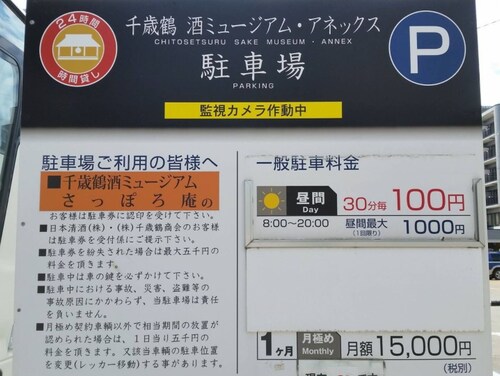 24時間
時間貸し
千歳鶴 酒ミュージアム・アネックス
CHITOSETSURU SAKE MUSEUM・ANNEX
駐車場
PARKING
P
監視カメラ作動中
駐車場ご利用の皆様へ
■千歳鶴酒ミュージアム
さっぽろ庵の
お客様は駐車券に認印を受けて下さい。
■日本清酒(株)・(株)千歳鶴商会のお客様
は駐車券を受付係にご提示下さい。
■駐車券を紛失された場合は最大五千円の
料金を頂きます。
■駐車中は車の鍵を必ずかけて下さい。
■駐車中における事故、災害、盗難等の
事故原因にかかわらず、当駐車場は責任
を負いません。
■月極め契約車輌以外で相当期間の放置が
認められた場合は、1日当り五千円の
料金を頂きます。又該当車輌の駐車位置
を変更(レッカー移動)する事があります。
一般駐車料金
昼間
Day
30分毎 100円
8:00~20:00
昼間最大
(1回限り)
1000円
1ヶ月
月極め
Monthly
月額 15,000円
(税別)